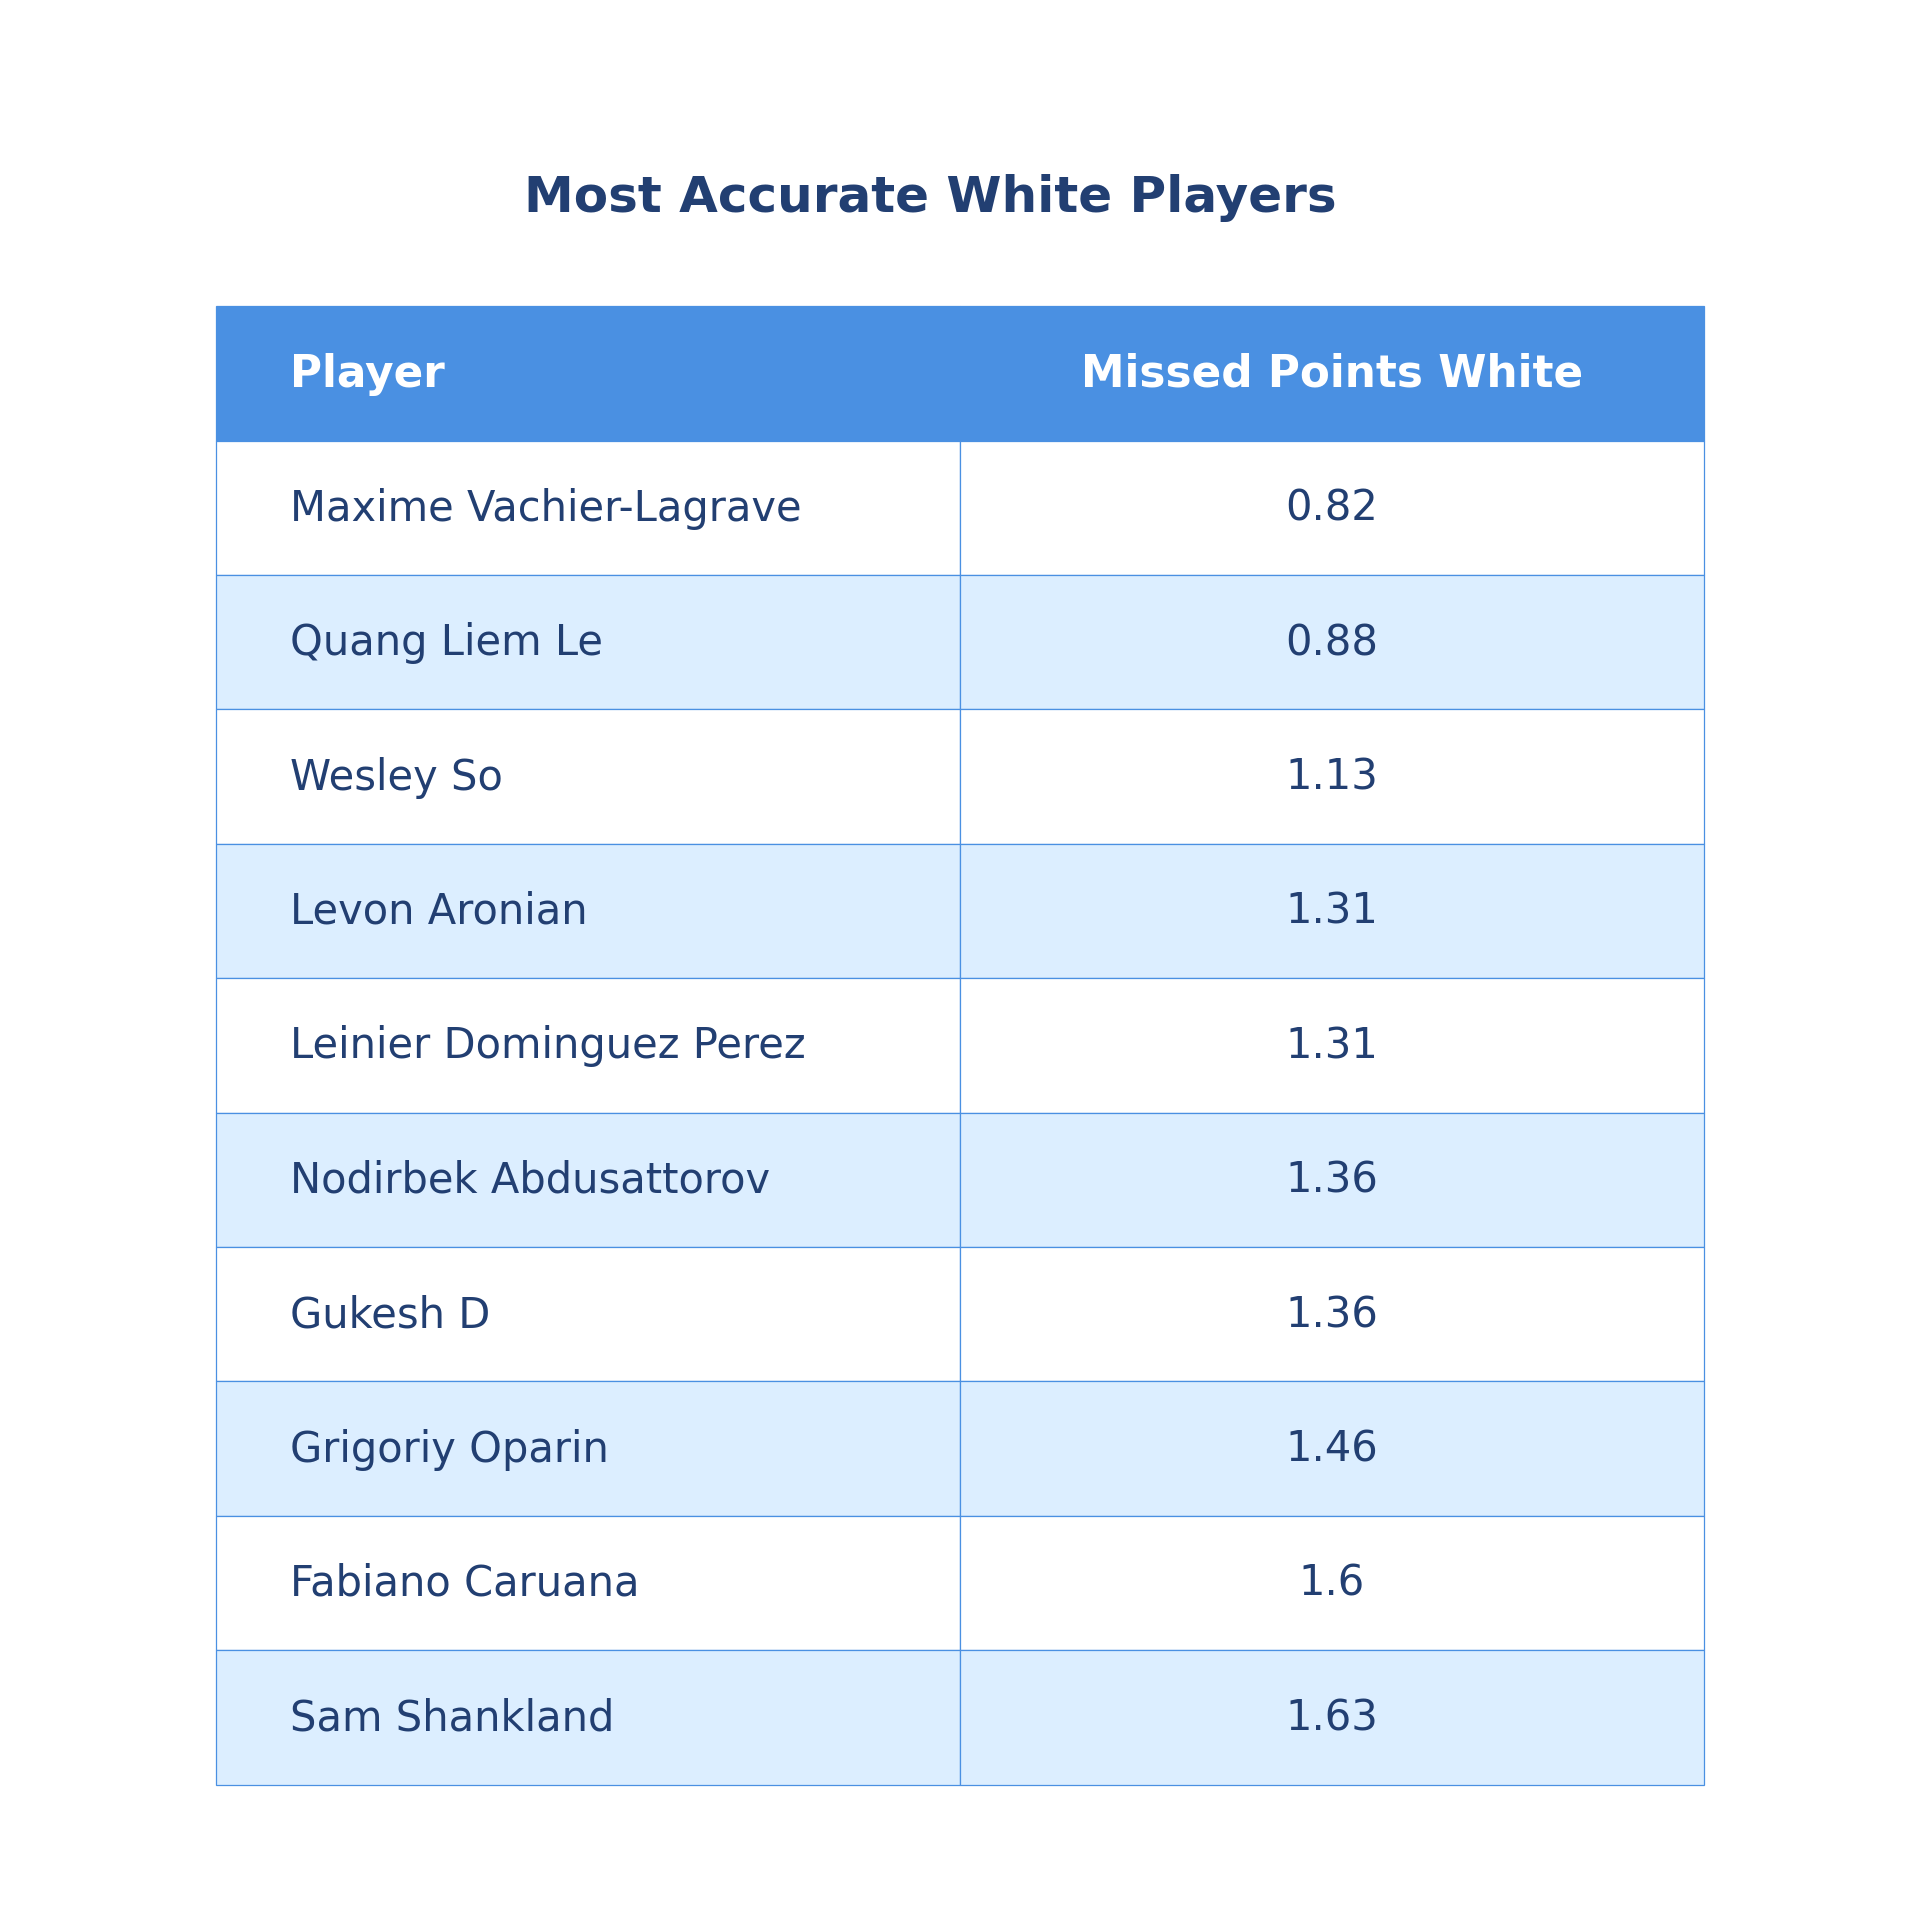 Most Accurate White Players
Player Missed Points White
Maxime Vachier-Lagrave 0.82
Quang Liem Le 0.88
Wesley So 1.13
Levon Aronian 1.31
Leinier Dominguez Perez 1.31
Nodirbek Abdusattorov 1.36
Gukesh D 1.36
Grigoriy Oparin 1.46
Fabiano Caruana 1.6
Sam Shankland 1.63